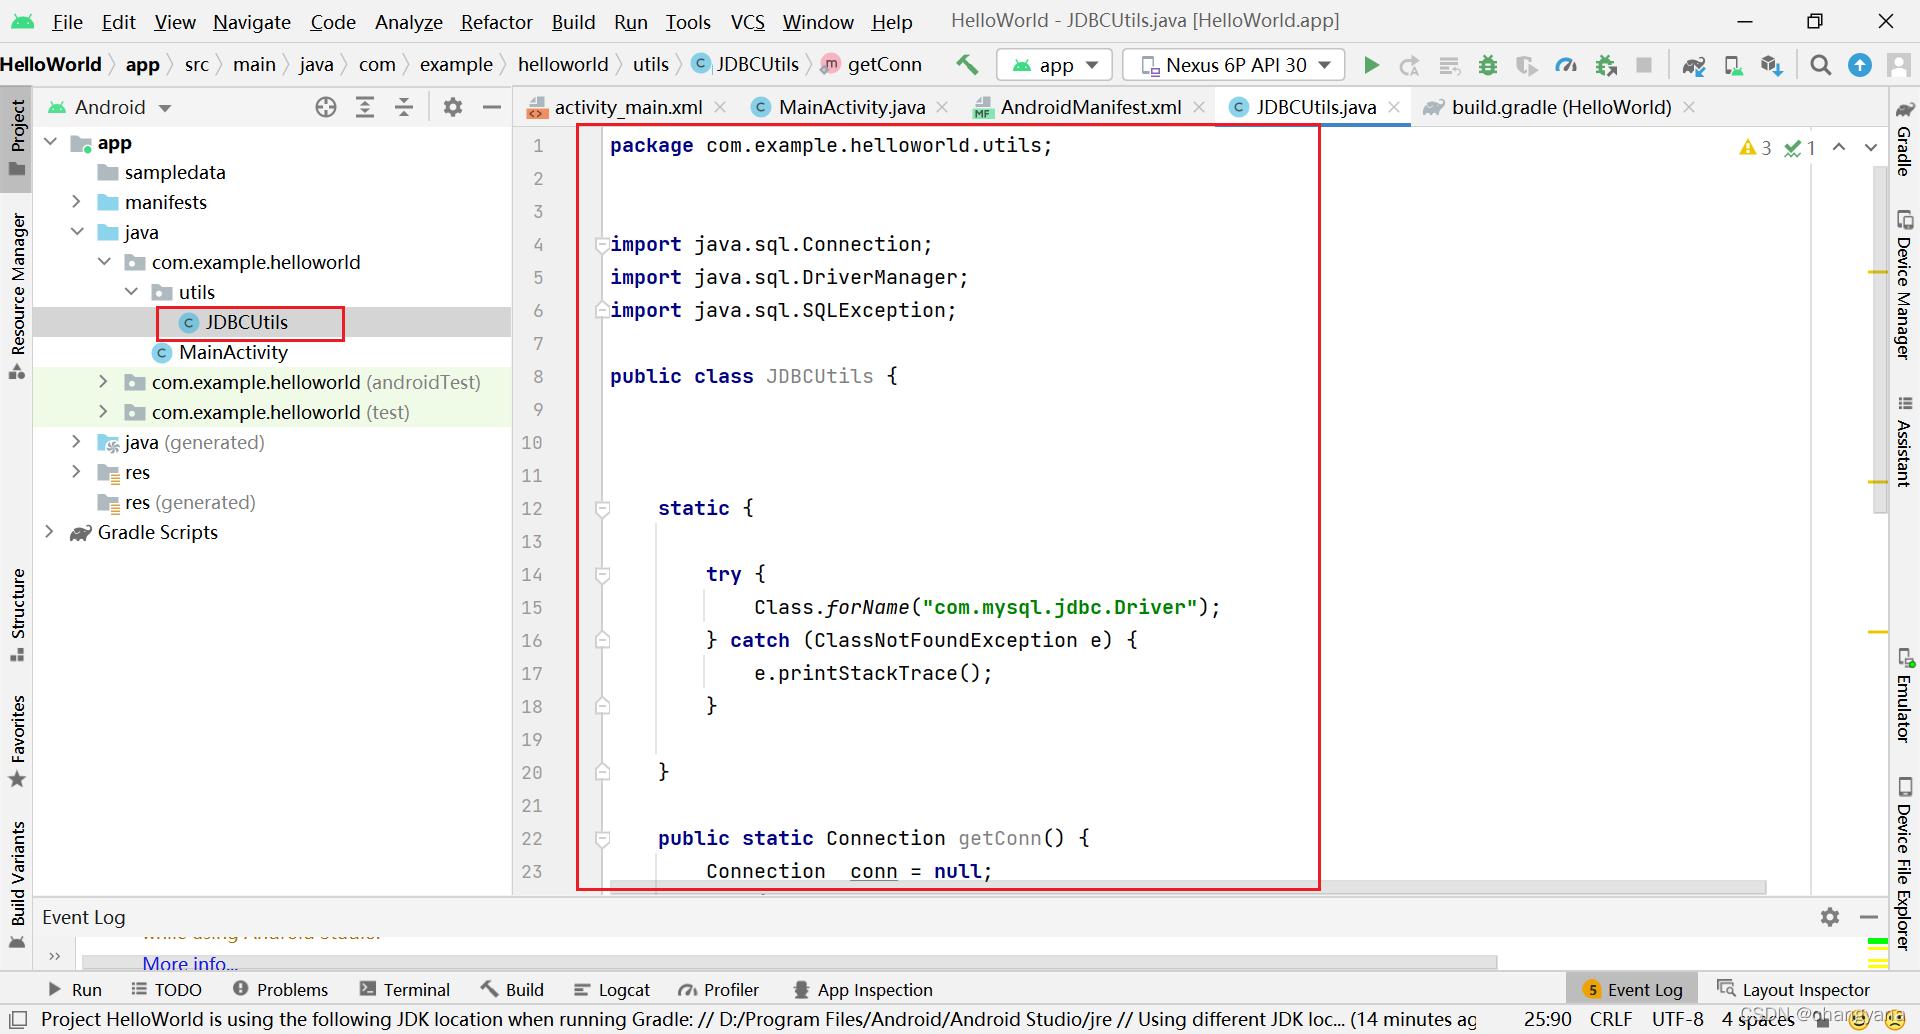 File Edit View Navigate Code Analyze Refactor Build Run Tools VCS Window Help HelloWorld - JDBCUtils.java [HelloWorld.app]
HelloWorld app src main java com example helloworld utils C JDBCUtils m getConn app Nexus 6P API 30
Android
activity_main.xml C MainActivity.java MF AndroidManifest.xml C JDBCUtils.java build.gradle (HelloWorld)
Project
Resource Manager
Structure
Favorites
Build Variants
app
sampledata
manifests
java
com.example.helloworld
utils
C JDBCUtils
C MainActivity
com.example.helloworld (androidTest)
com.example.helloworld (test)
java (generated)
res
res (generated)
Gradle Scripts
1 package com.example.helloworld.utils;
2
3
4 import java.sql.Connection;
5 import java.sql.DriverManager;
6 import java.sql.SQLException;
7
8 public class JDBCUtils {
9
10
11
12 static {
13
14 try {
15 Class.forName("com.mysql.jdbc.Driver");
16 } catch (ClassNotFoundException e) {
17 e.printStackTrace();
18 }
19
20 }
21
22 public static Connection getConn() {
23 Connection conn = null;
3 1
Gradle
Device Manager
Assistant
Emulator
Device File Explorer
Event Log
while using Android Studio.
More info...
Run TODO Problems Terminal Build Logcat Profiler App Inspection 5 Event Log Layout Inspector
Project HelloWorld is using the following JDK location when running Gradle: // D:/Program Files/Android/Android Studio/jre // Using different JDK loc... (14 minutes ag 25:90 CRLF UTF-8 4 spaces